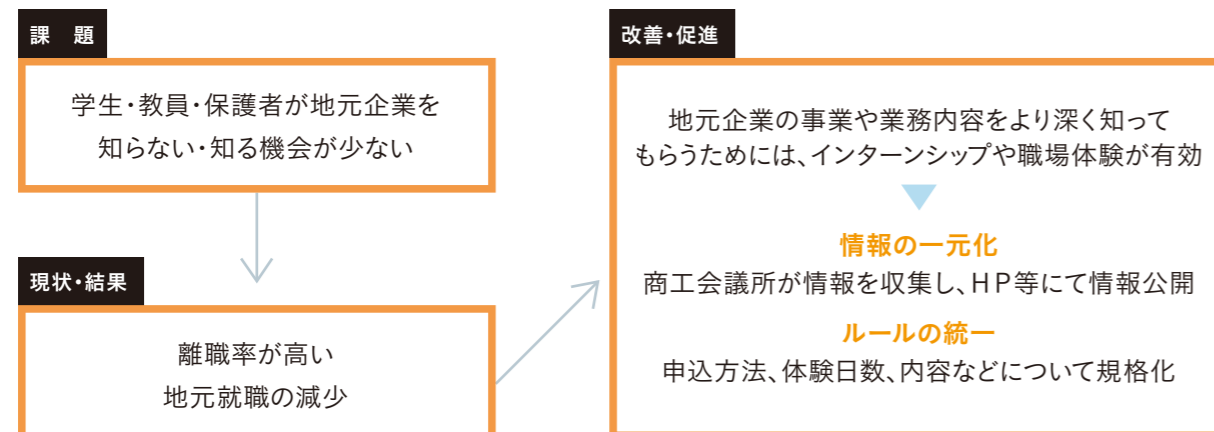 課　題
学生・教員・保護者が地元企業を
知らない・知る機会が少ない
現状・結果
離職率が高い
地元就職の減少
改善・促進
地元企業の事業や業務内容をより深く知って
もらうためには、インターンシップや職場体験が有効
情報の一元化
商工会議所が情報を収集し、ＨＰ等にて情報公開
ルールの統一
申込方法、体験日数、内容などについて規格化